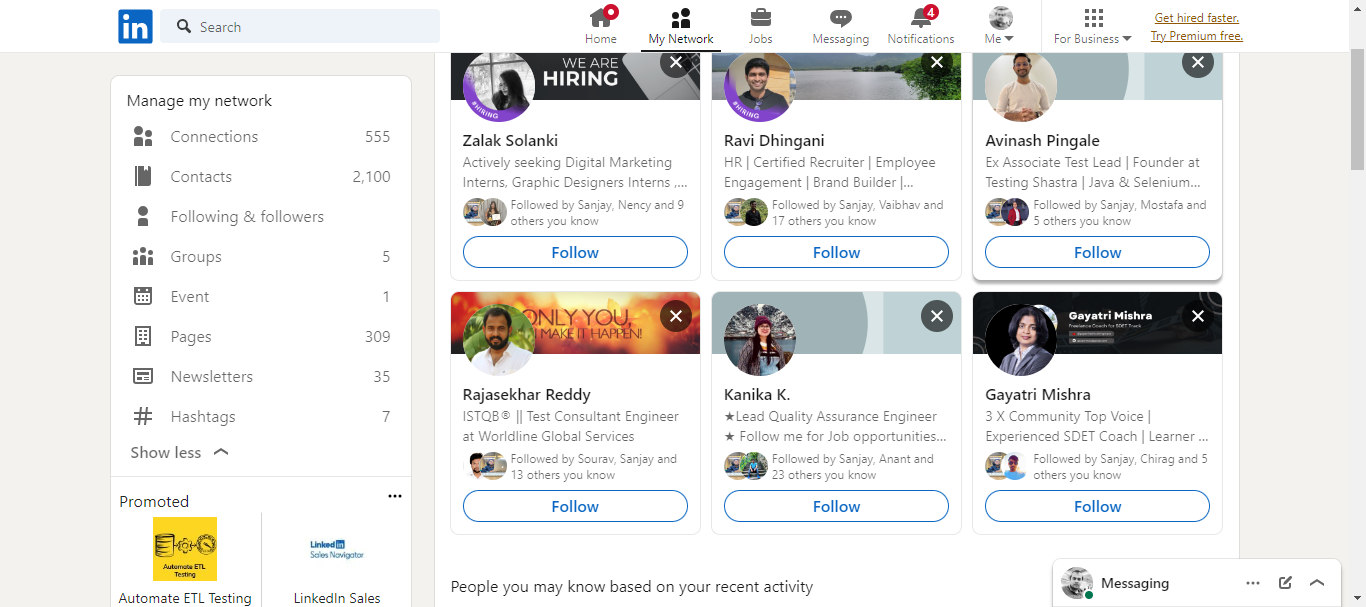 in
Search
Home
My Network
Jobs
Messaging
4
Notifications
Me
For Business
Get hired faster.
Try Premium free.
Manage my network
Connections 555
Contacts 2,100
Following & followers
Groups 5
Event 1
Pages 309
Newsletters 35
Hashtags 7
Show less
Promoted
Automate ETL
Testing
Automate ETL Testing
Linked in
Sales Navigator
LinkedIn Sales
WE ARE
HIRING
#HIRING
Zalak Solanki
Actively seeking Digital Marketing
Interns, Graphic Designers Interns ,...
Followed by Sanjay, Nency and 9
others you know
Follow
#HIRING
Ravi Dhingani
HR | Certified Recruiter | Employee
Engagement | Brand Builder |...
Followed by Sanjay, Vaibhav and
17 others you know
Follow
Avinash Pingale
Ex Associate Test Lead | Founder at
Testing Shastra | Java & Selenium...
Followed by Sanjay, Mostafa and
5 others you know
Follow
ONLY YOU,
MAKE IT HAPPEN!
Rajasekhar Reddy
ISTQB® || Test Consultant Engineer
at Worldline Global Services
Followed by Sourav, Sanjay and
13 others you know
Follow
Kanika K.
★Lead Quality Assurance Engineer
★ Follow me for Job opportunities...
Followed by Sanjay, Anant and
23 others you know
Follow
Gayatri Mishra
Freelance Coach for SDET Track
Gayatri Mishra
3 X Community Top Voice |
Experienced SDET Coach | Learner ...
Followed by Sanjay, Chirag and 5
others you know
Follow
People you may know based on your recent activity
Messaging